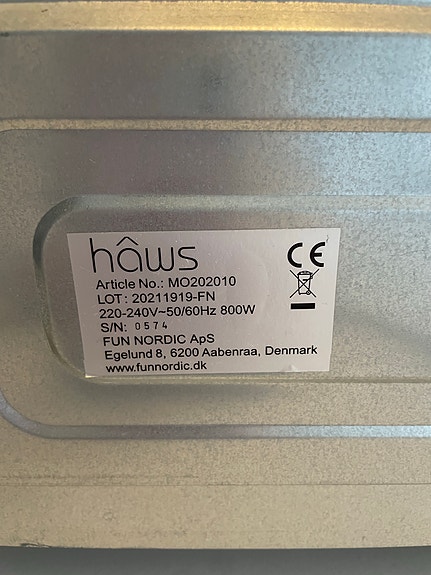 hâws
Article No.: MO202010
LOT: 20211919-FN
220-240V~50/60Hz 800W
S/N: 0574
FUN NORDIC ApS
Egelund 8, 6200 Aabenraa, Denmark
www.funnordic.dk
CE